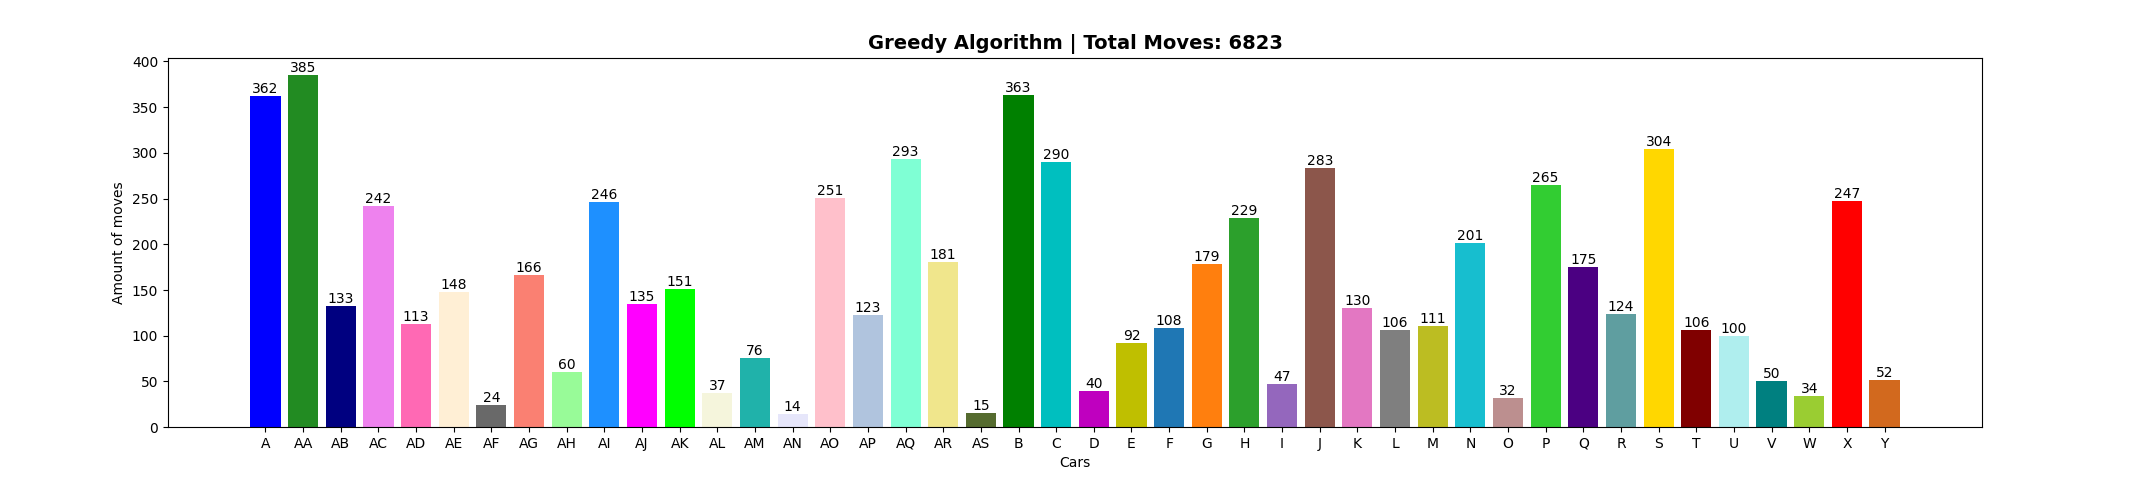 Greedy Algorithm | Total Moves: 6823
Amount of moves
400
350
300
250
200
150
100
50
0
362 385 133 242 113 148 24 166 60 246 135 151 37 76 14 251 123 293 181 15 363 290 40 92 108 179 229 47 283 130 106 111 201 32 265 175 124 304 106 100 50 34 247 52
A AA AB AC AD AE AF AG AH AI AJ AK AL AM AN AO AP AQ AR AS B C D E F G H I J K L M N O P Q R S T U V W X Y
Cars